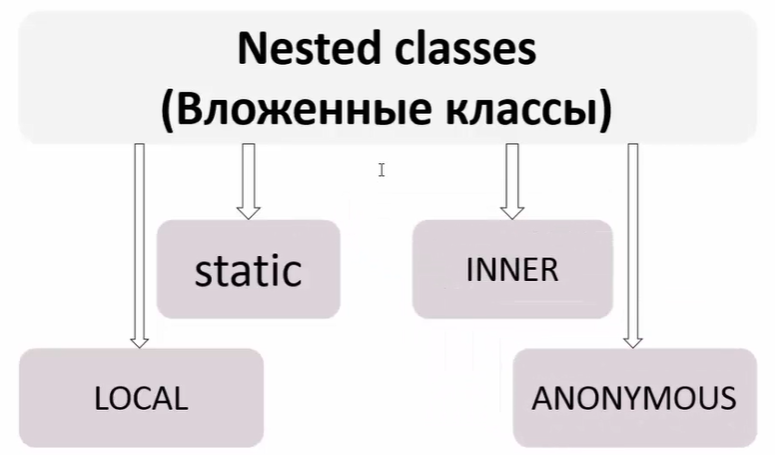 Nested classes
(Вложенные классы)
static
INNER
LOCAL
ANONYMOUS